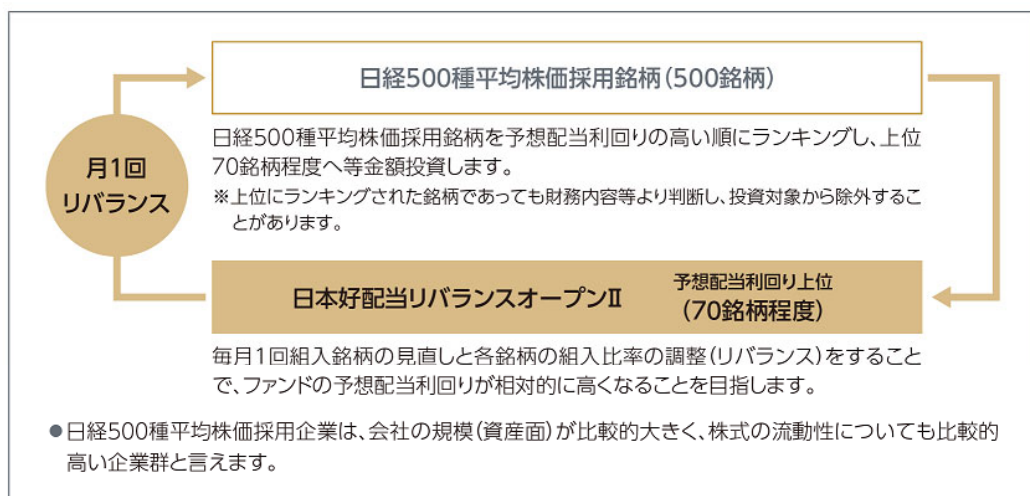 日経500種平均株価採用銘柄(500銘柄)
日経500種平均株価採用銘柄を予想配当利回りの高い順にランキングし、上位
70銘柄程度へ等金額投資します。
※上位にランキングされた銘柄であっても財務内容等より判断し、投資対象から除外するこ
とがあります。
月1回
リバランス
日本好配当リバランスオープンⅡ
予想配当利回り上位
(70銘柄程度)
毎月1回組入銘柄の見直しと各銘柄の組入比率の調整(リバランス)をすること
で、ファンドの予想配当利回りが相対的に高くなることを目指します。
●日経500種平均株価採用企業は、会社の規模(資産面)が比較的大きく、株式の流動性についても比較的
高い企業群と言えます。